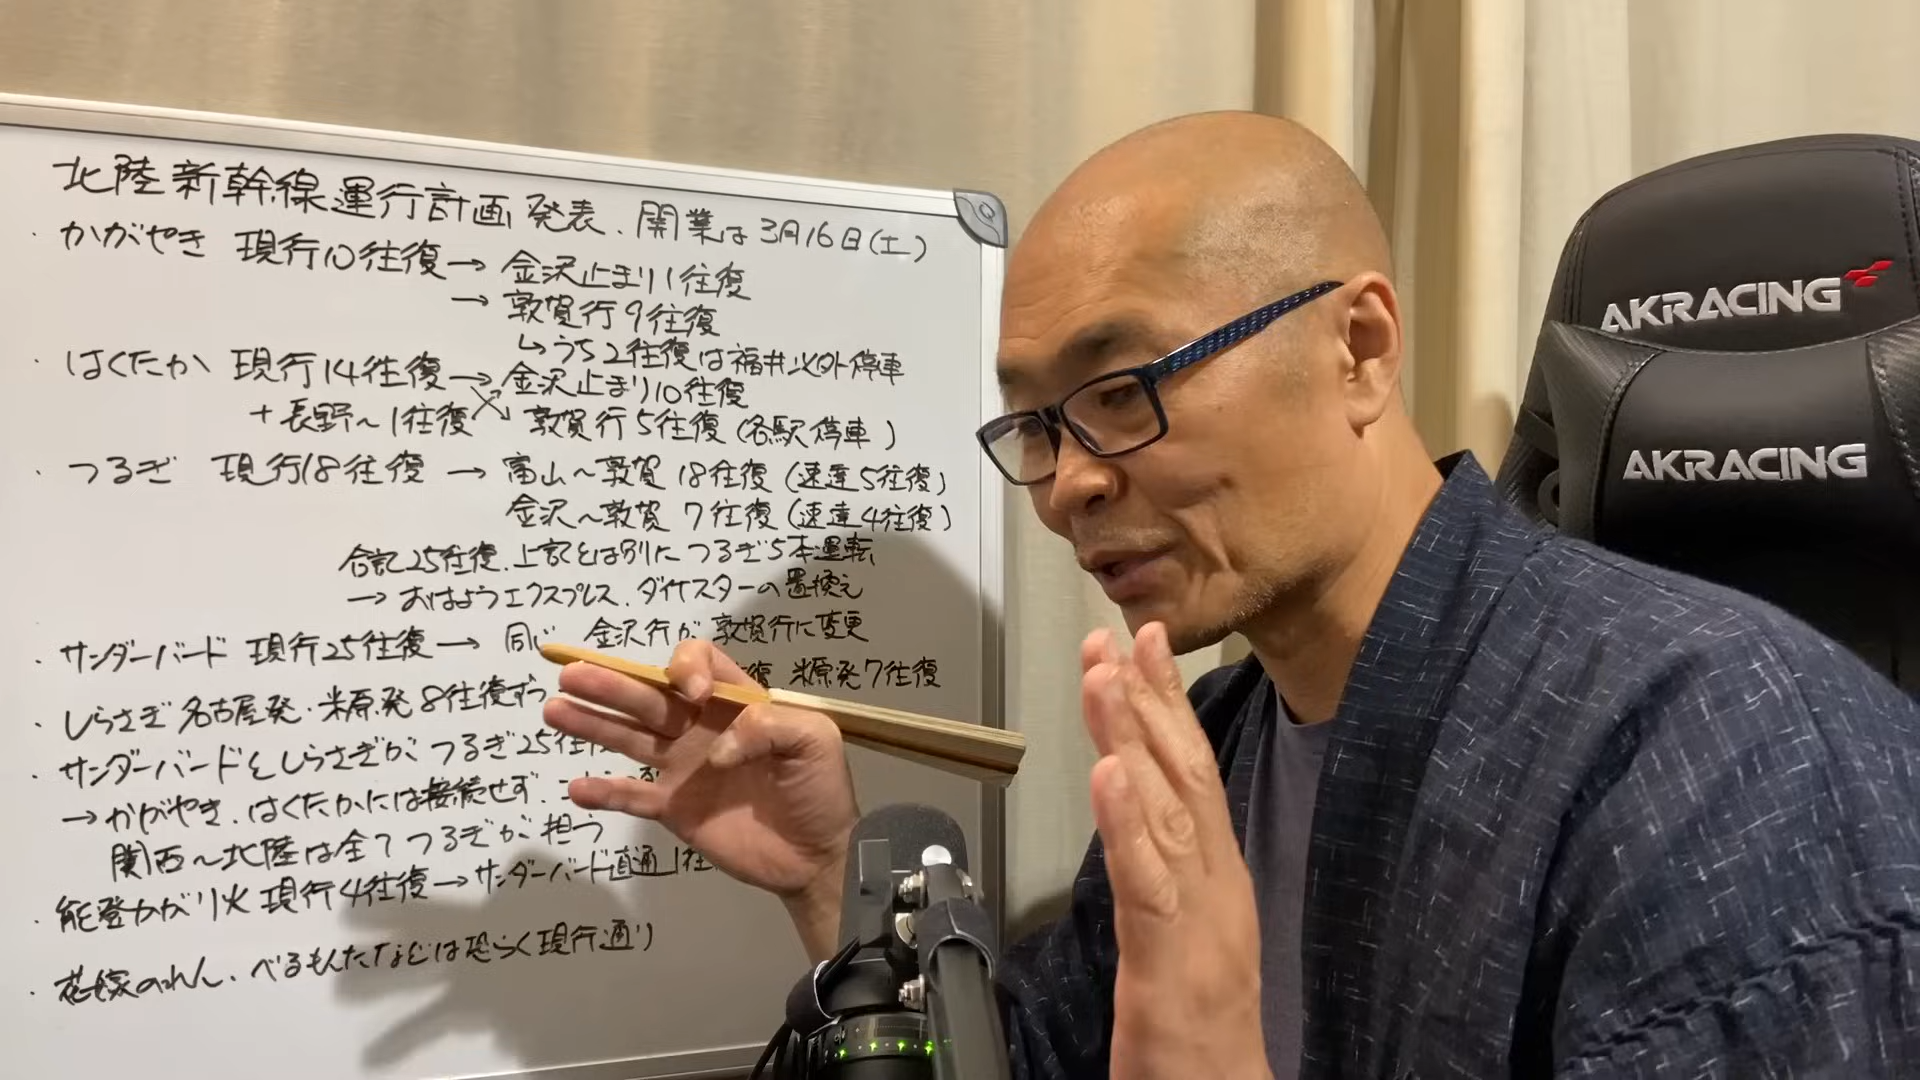 北陸新幹線運行計画発表、開業は3月16日(土)
・かがやき 現行10往復→金沢止まり1往復
→敦賀行9往復
↳うち2往復は福井以外停車
・はくたか 現行14往復→金沢止まり10往復
+長野~1往復 敦賀行5往復(各駅停車)
・つるぎ 現行18往復→富山~敦賀 18往復(速達5往復)
金沢~敦賀 7往復(速達4往復)
合計25往復、上記とは別につるぎ5本運転
→おはようエクスプレス、ダイナスターの置換え
・サンダーバード 現行25往復→同じ 金沢行が敦賀行に変更
・しらさぎ 名古屋発・米原発8往復ずつ
往復 米原発7往復
・サンダーバードとしらさぎが、つるぎ25往復
→かがやき、はくたかには接続せず、
関西~北陸は全てつるぎが担う
・能登かがり火 現行4往復→サンダーバード直通1往
・花嫁のれん、べるもんたなどは恐らく現行通り
AKRACING
AKRACING